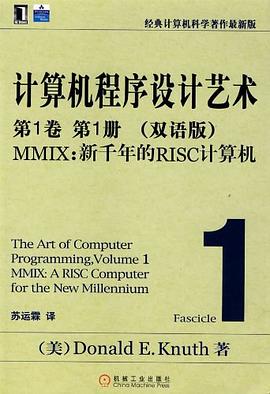 经典计算机科学著作最新版
计算机程序设计艺术
第1卷 第1册 (双语版)
MMIX:新千年的RISC计算机
The Art of Computer
Programming,Volume 1
MMIX: A RISC Computer
for the New Millennium
苏运霖 译
Fascicle
1
(美) Donald E. Knuth 著
机械工业出版社
China Machine Press